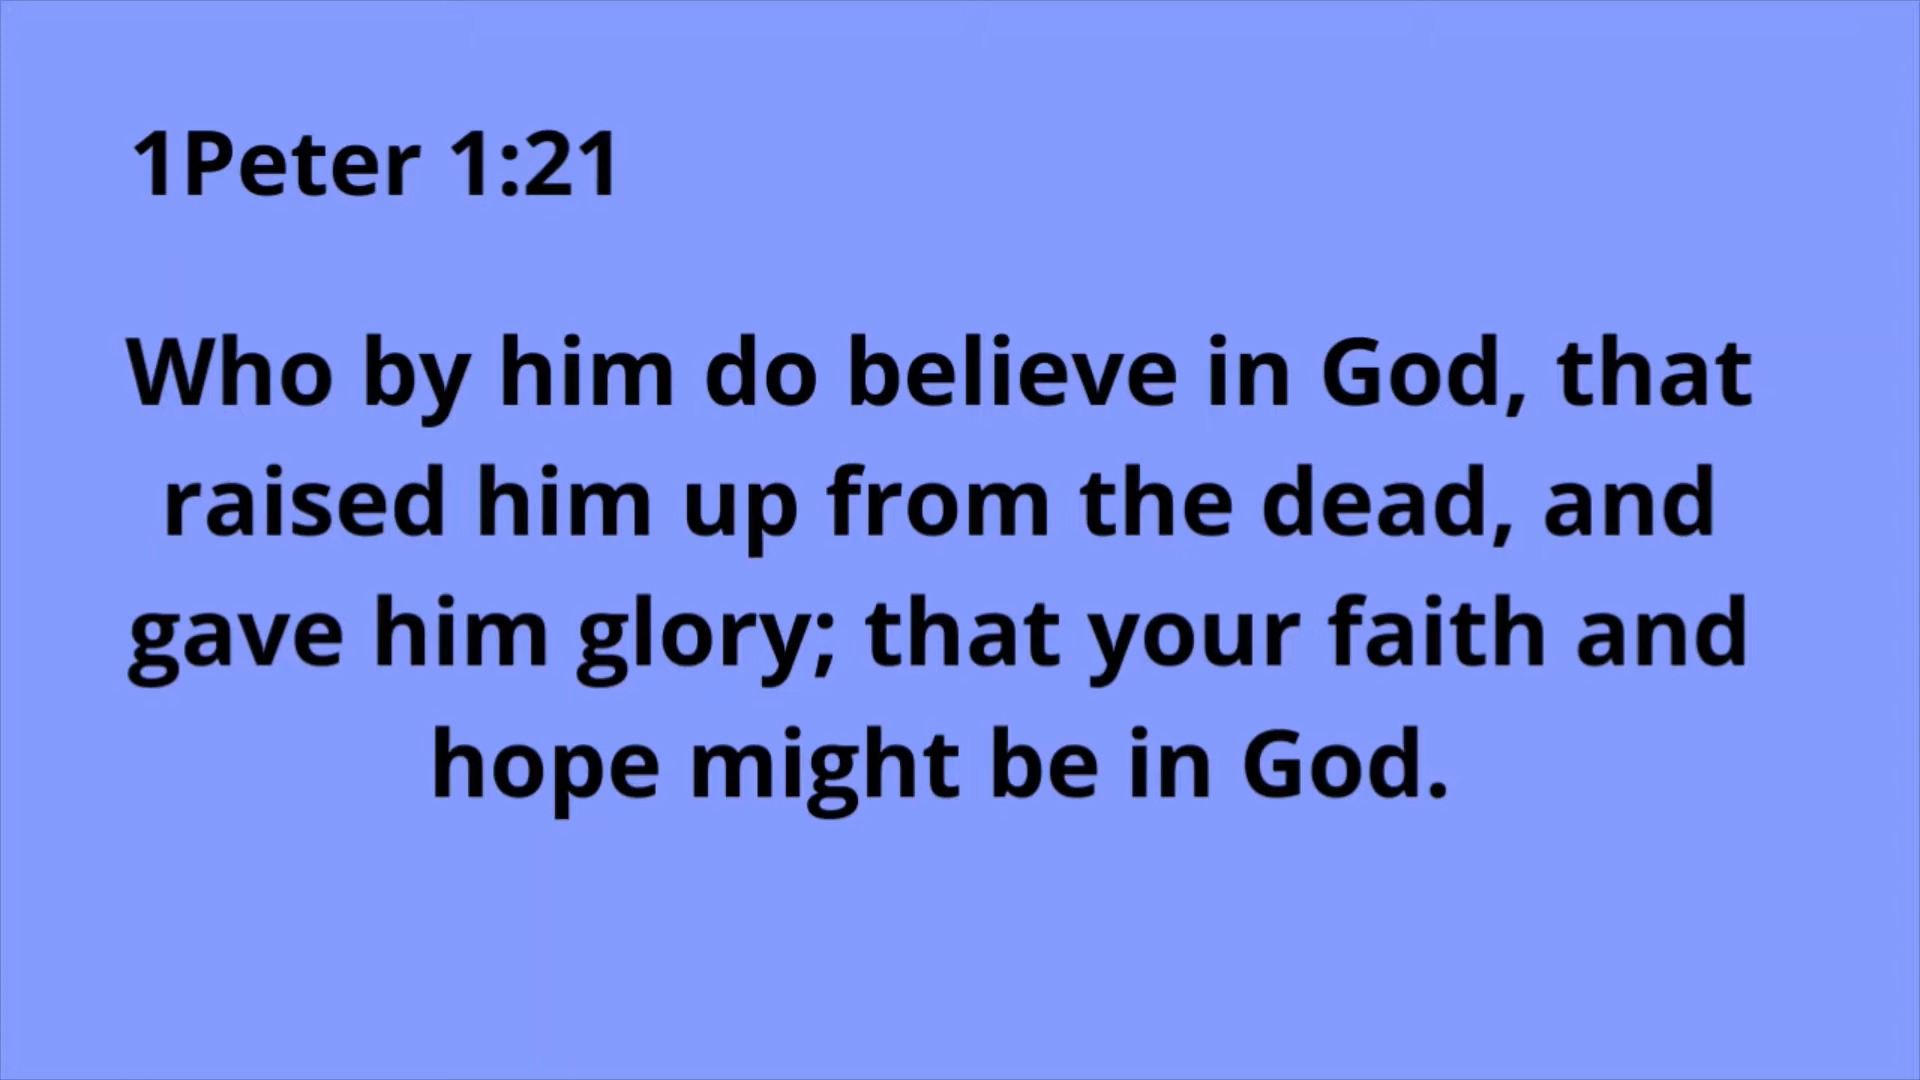 1Peter 1:21
Who by him do believe in God, that
raised him up from the dead, and
gave him glory; that your faith and
hope might be in God.